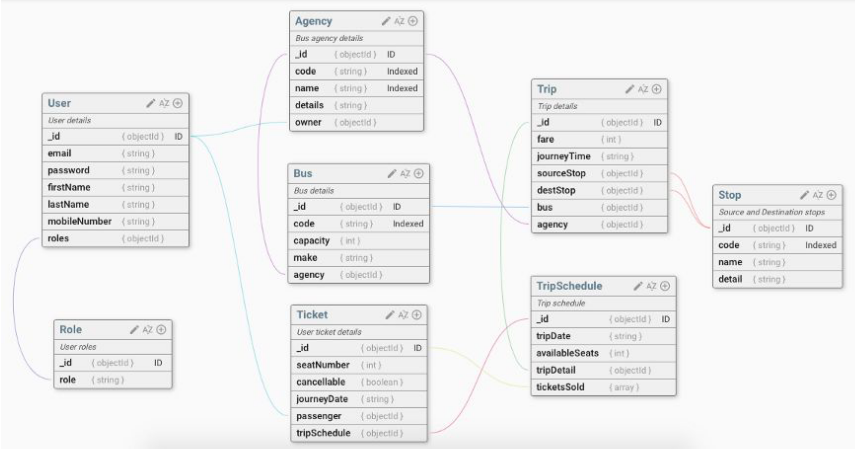 Agency
Bus agency details
_id { objectId } ID
code { string } Indexed
name { string } Indexed
details { string }
owner { objectId }
User
User details
_id { objectId } ID
email { string }
password { string }
firstName { string }
lastName { string }
mobileNumber { string }
roles { objectId }
Bus
Bus details
_id { objectId } ID
code { string } Indexed
capacity { int }
make { string }
agency { objectId }
Trip
Trip details
_id { objectId } ID
fare { int }
journeyTime { string }
sourceStop { objectId }
destStop { objectId }
bus { objectId }
agency { objectId }
Stop
Source and Destination stops
_id { objectId } ID
code { string } Indexed
name { string }
detail { string }
Role
User roles
_id { objectId } ID
role { string }
Ticket
User ticket details
_id { objectId } ID
seatNumber { int }
cancellable { boolean }
journeyDate { string }
passenger { objectId }
tripSchedule { objectId }
TripSchedule
Trip schedule
_id { objectId } ID
tripDate { string }
availableSeats { int }
tripDetail { objectId }
ticketsSold { array }